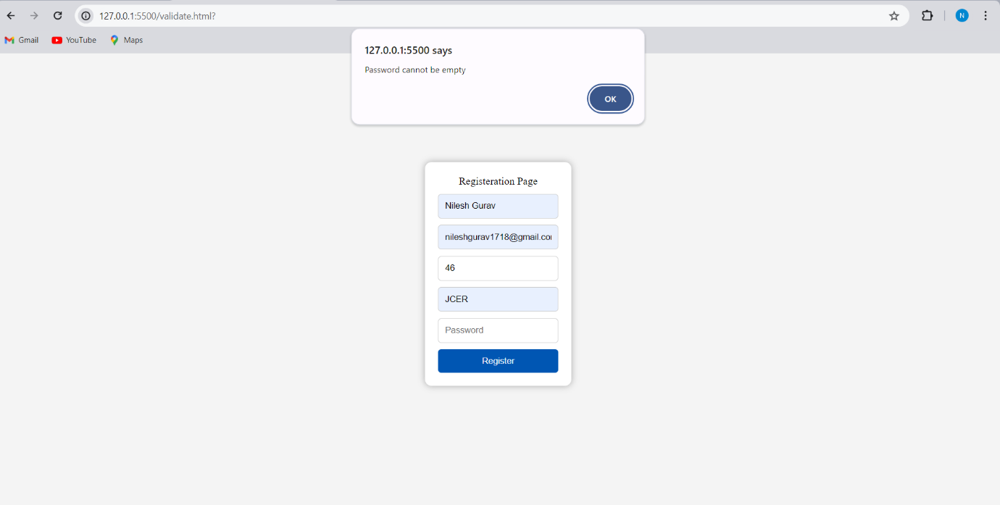 127.0.0.1:5500/validate.html?
N
Gmail YouTube Maps
127.0.0.1:5500 says
Password cannot be empty
OK
Registeration Page
Nilesh Gurav
nileshgurav1718@gmail.co
46
JCER
Password
Register